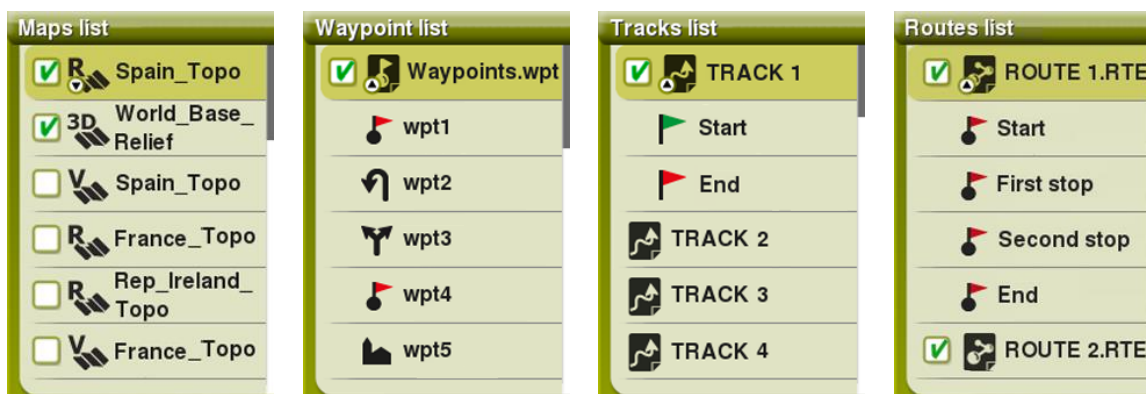 Maps list
R Spain_Topo
3D World_Base_
Relief
V Spain_Topo
R France_Topo
R Rep_Ireland_
Topo
V France_Topo
Waypoint list
Waypoints.wpt
wpt1
wpt2
wpt3
wpt4
wpt5
Tracks list
TRACK 1
Start
End
TRACK 2
TRACK 3
TRACK 4
Routes list
ROUTE 1.RTE
Start
First stop
Second stop
End
ROUTE 2.RTE